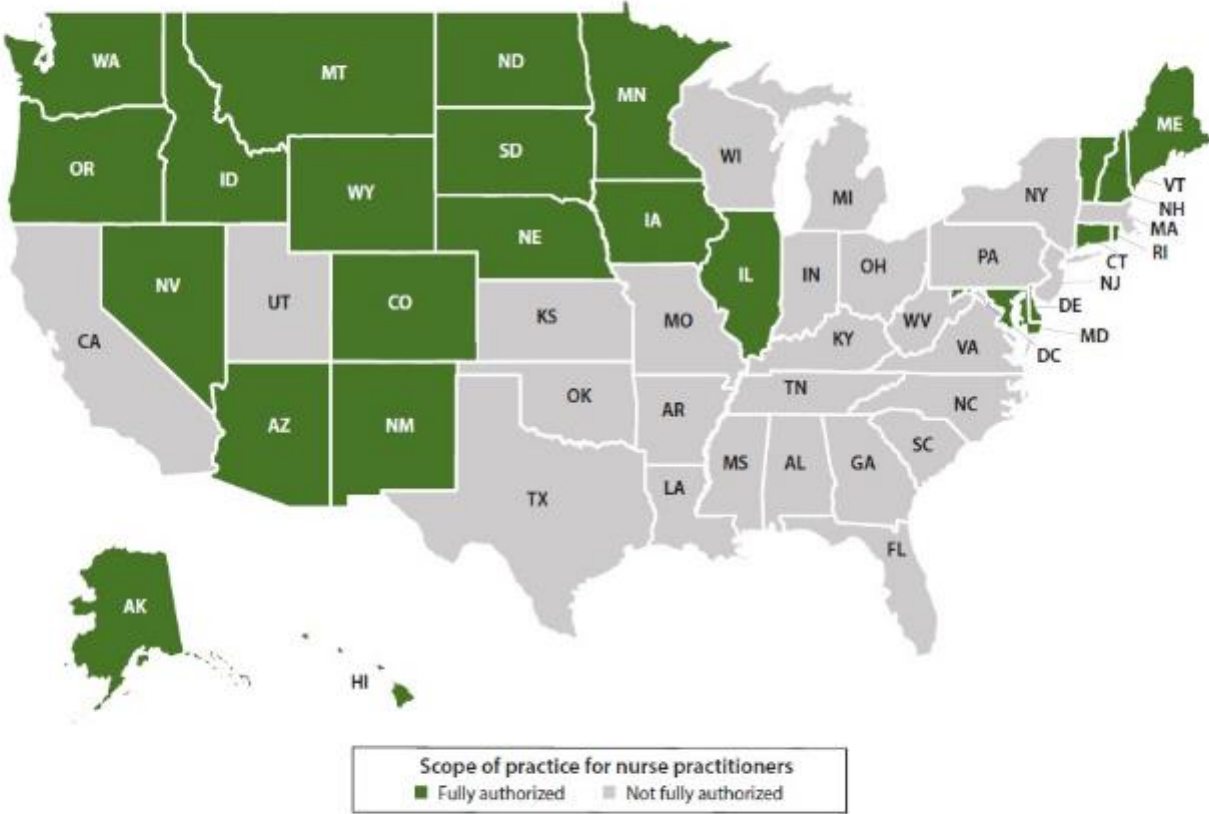 WA
MT
ND
MN
ME
OR
ID
SD
WI
VT
WY
NY
NH
MI
MA
IA
NE
RI
PA
CT
NV
IL
IN
OH
NJ
UT
CO
DE
KS
MO
WV
CA
KY
VA
MD
DC
TN
OK
NC
AZ
NM
AR
SC
MS
AL
GA
LA
TX
FL
AK
HI
Scope of practice for nurse practitioners
Fully authorized Not fully authorized